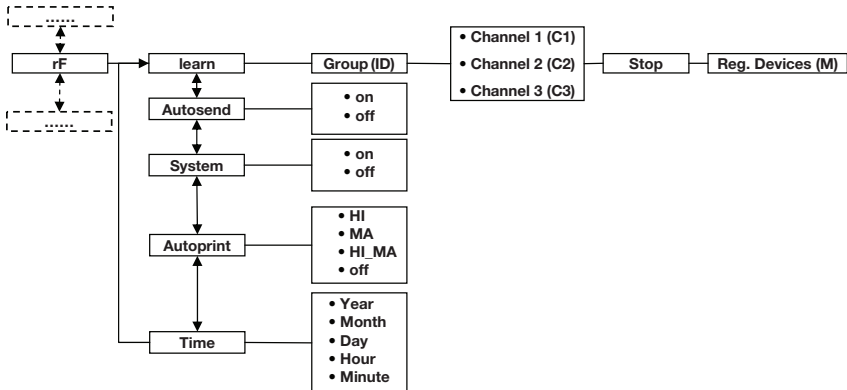 ......
rF
......
learn
Group (ID)
• Channel 1 (C1)
• Channel 2 (C2)
• Channel 3 (C3)
Stop
Reg. Devices (M)
Autosend
• on
• off
System
• on
• off
Autoprint
• HI
• MA
• HI_MA
• off
Time
• Year
• Month
• Day
• Hour
• Minute